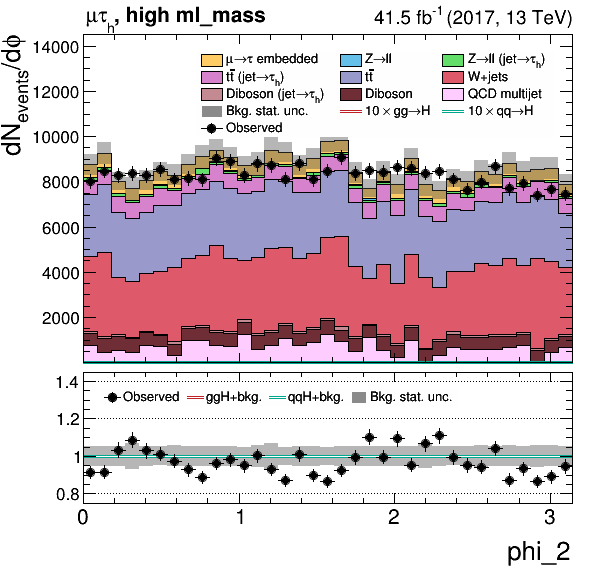 μτh, high ml_mass
41.5 fb⁻¹ (2017, 13 TeV)
dNevents/dϕ
14000
12000
10000
8000
6000
4000
2000
μ→τ embedded
Z→ll
Z→ll (jet→τh)
tt̄ (jet→τh)
tt̄
W+jets
Diboson (jet→τh)
Diboson
QCD multijet
Bkg. stat. unc.
10 × gg→H
10 × qq→H
Observed
1.4
1.2
1
0.8
Observed
ggH+bkg.
qqH+bkg.
Bkg. stat. unc.
0
1
2
3
phi_2